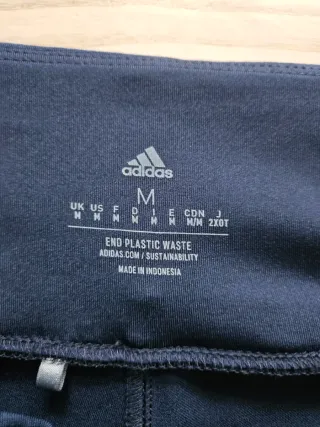 adidas
M
UK US F D I E CDN J
M M M M M M M/M 2XOT
END PLASTIC WASTE
ADIDAS.COM / SUSTAINABILITY
MADE IN INDONESIA